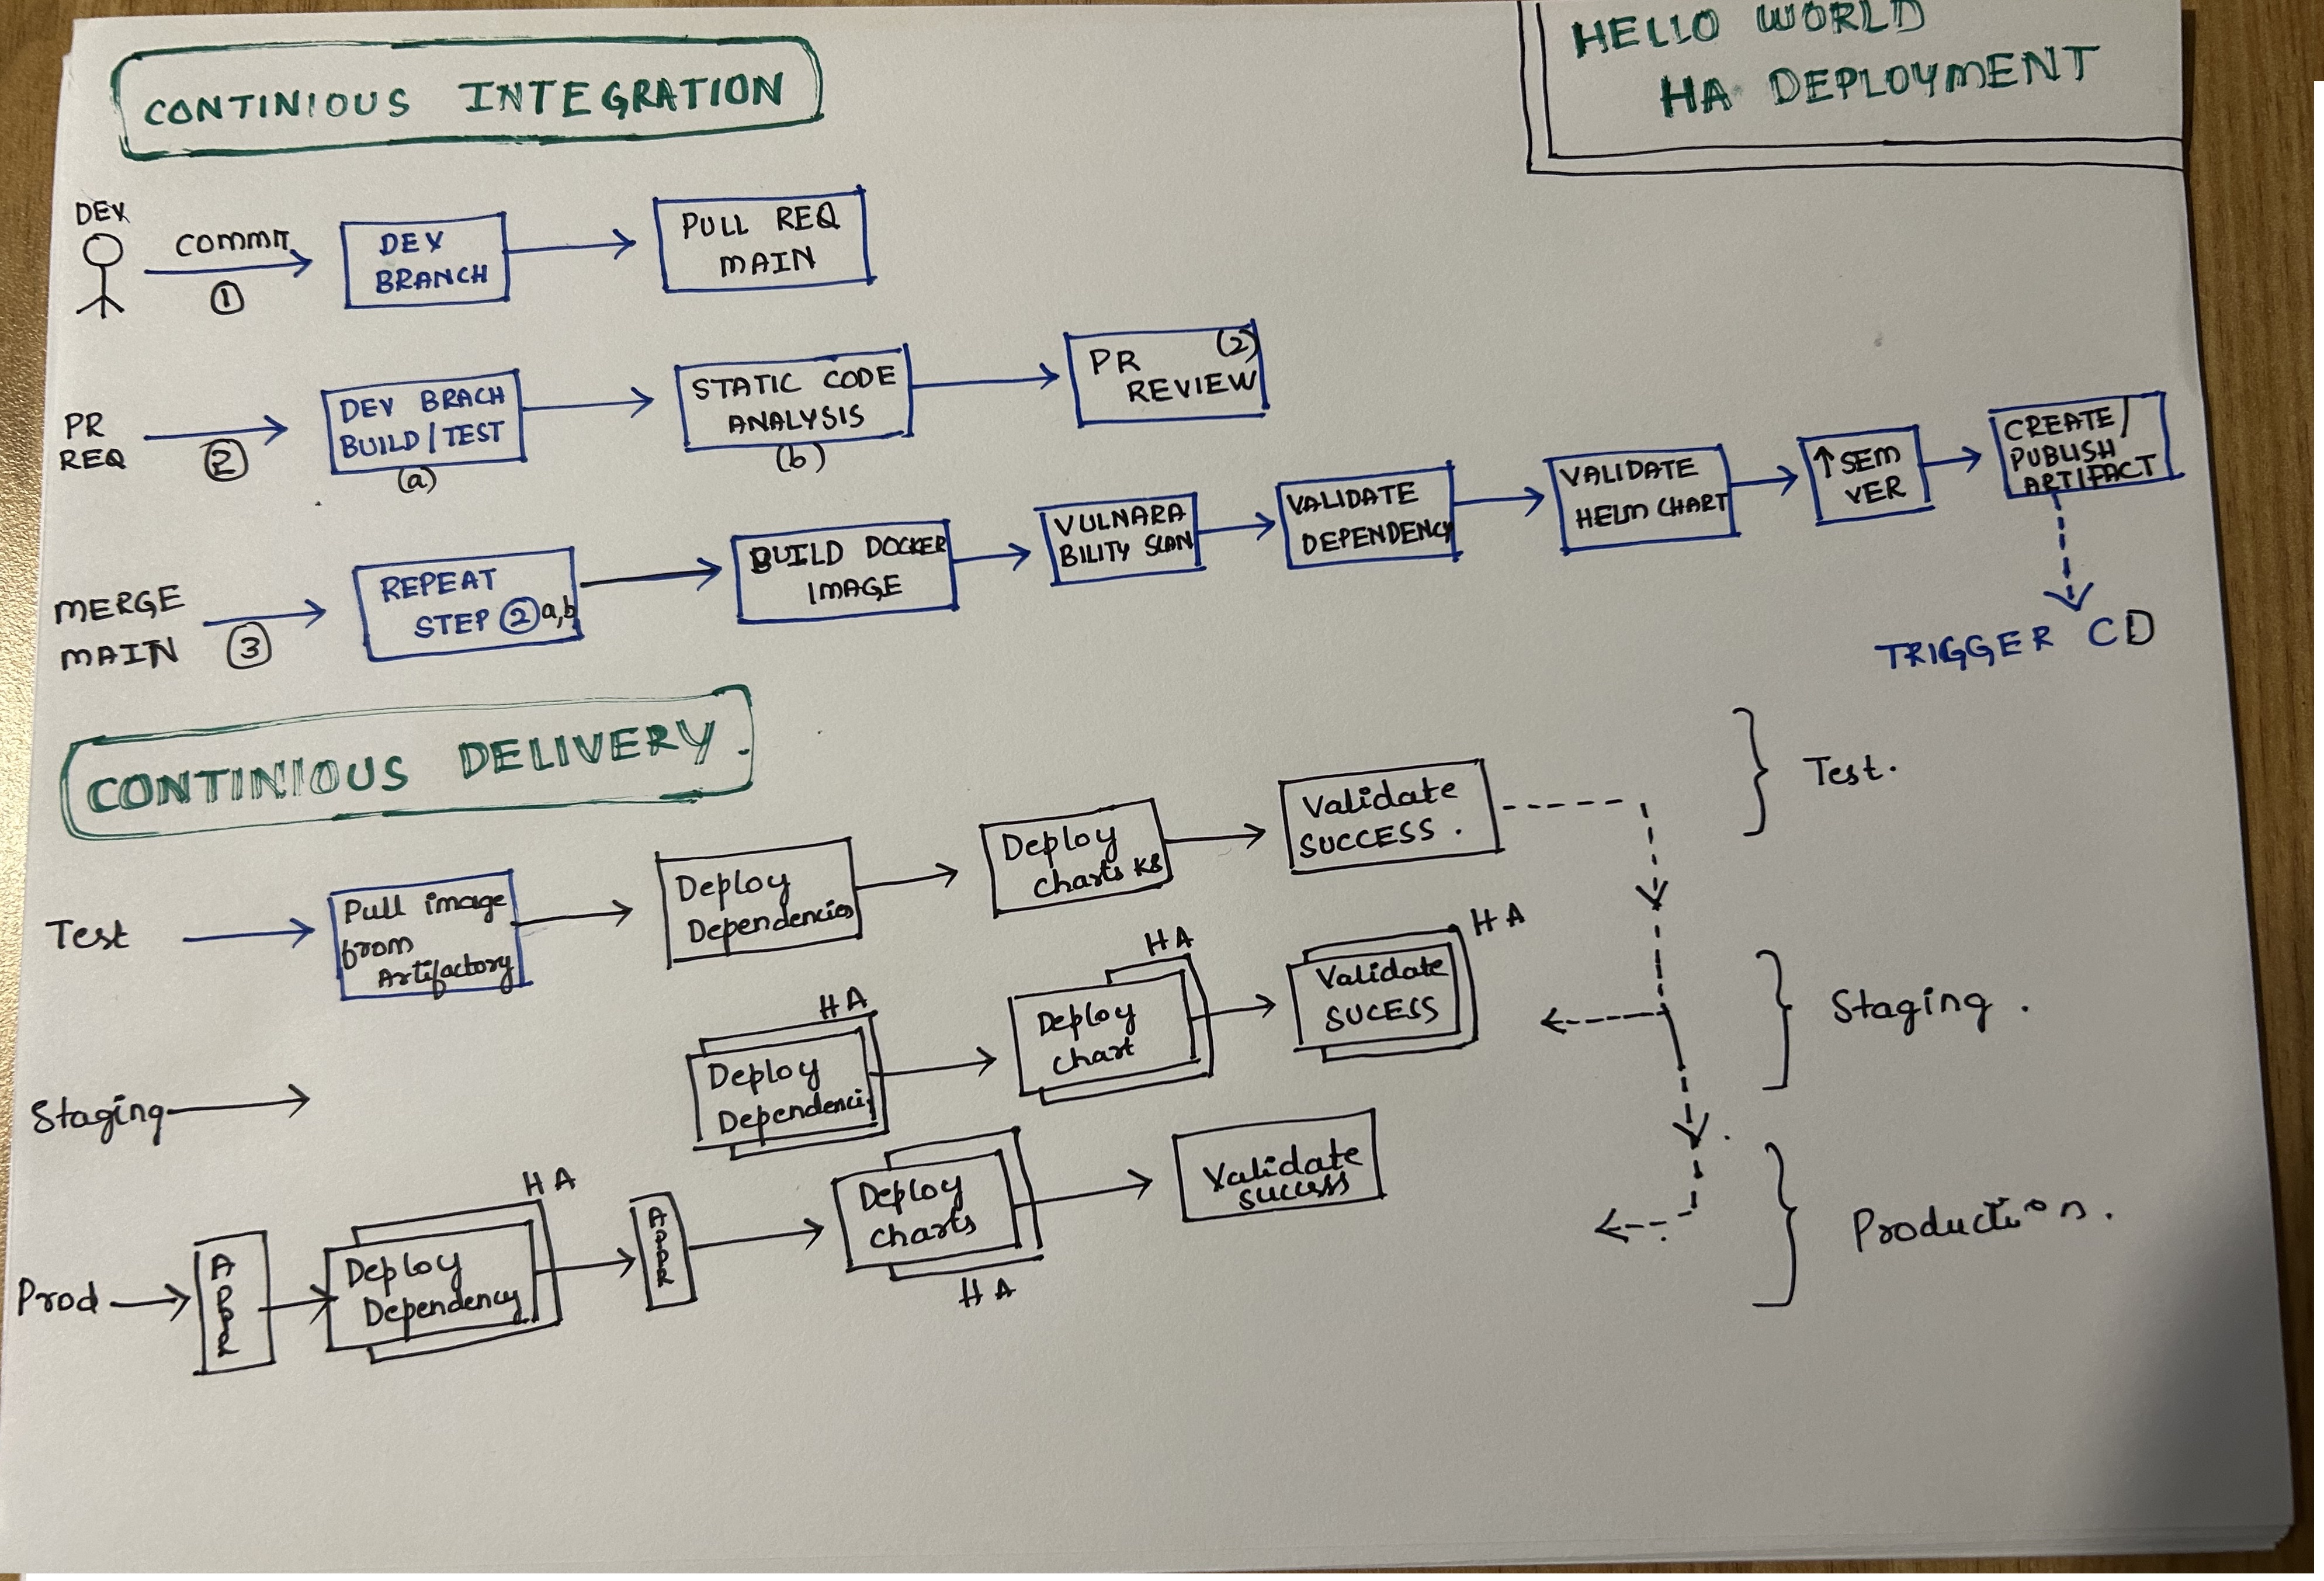 HELLO WORLD
HA DEPLOYMENT
CONTINIOUS INTEGRATION
DEV
COMMIT
1
DEV
BRANCH
PULL REQ
MAIN
PR
REQ
2
DEV BRACH
BUILD/TEST
(a)
STATIC CODE
ANALYSIS
(b)
PR (2)
REVIEW
MERGE
MAIN
3
REPEAT
STEP 2 a,b
BUILD DOCKER
IMAGE
VULNARA
BILITY SCAN
VALIDATE
DEPENDENCY
VALIDATE
HELM CHART
↑ SEM
VER
CREATE/
PUBLISH
ARTIFACT
TRIGGER CD
CONTINIOUS DELIVERY.
Test
Pull image
from
Artifactory
Deploy
Dependencies
Deploy
charts K8
Validate
SUCCESS.
Test.
Staging
HA
Deploy
Dependenci
HA
Deploy
chart
HA
Validate
SUCESS
Staging.
Prod
APPR
HA
Deploy
Dependency
APPR
Deploy
charts
HA
Validate
success
Production.